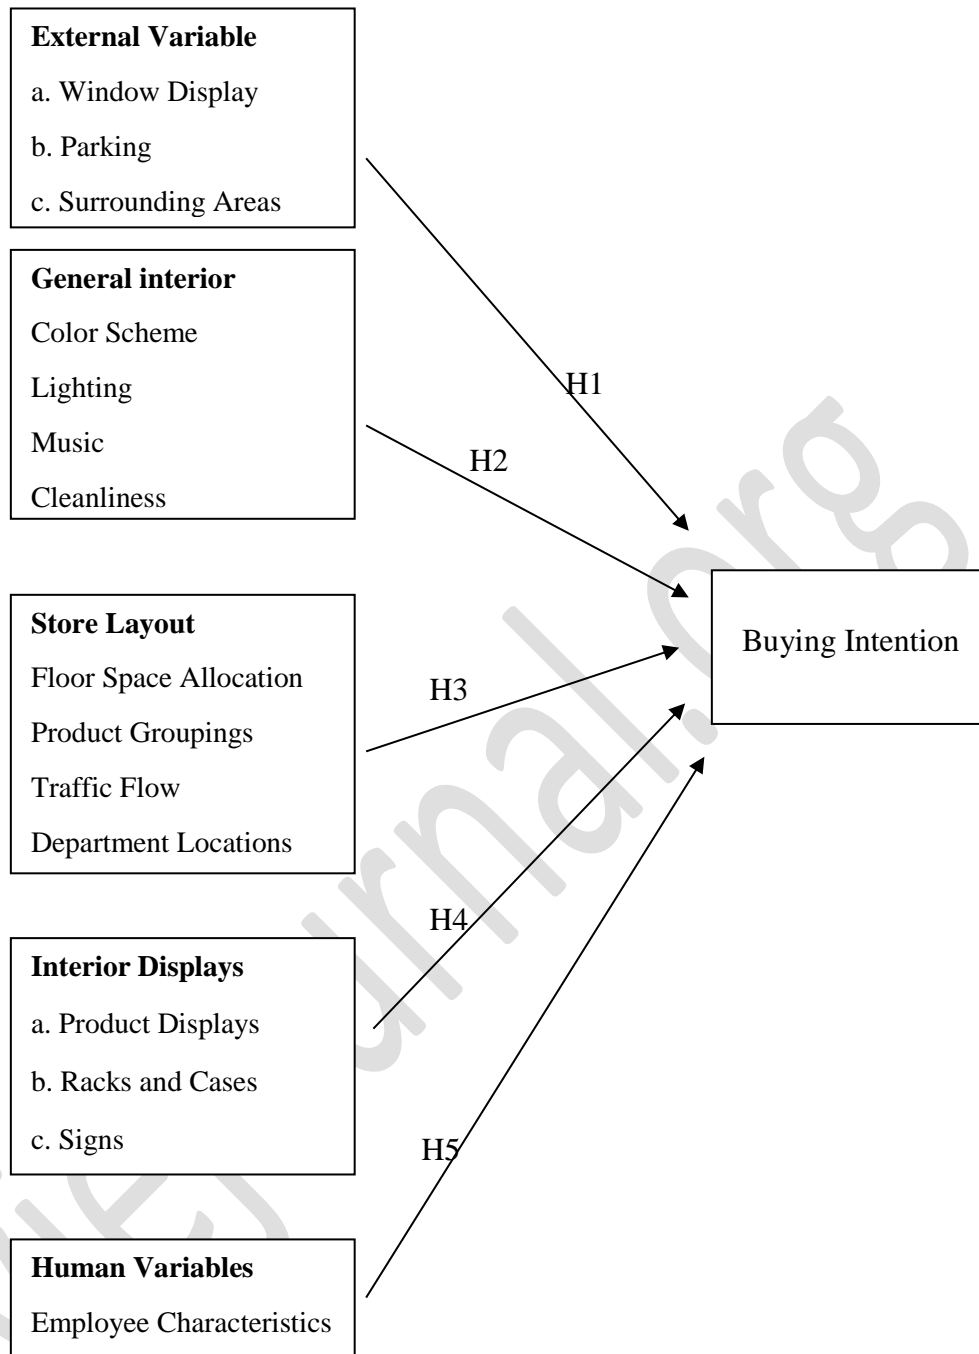 External Variable
a. Window Display
b. Parking
c. Surrounding Areas
General interior
Color Scheme
Lighting
Music
Cleanliness
Store Layout
Floor Space Allocation
Product Groupings
Traffic Flow
Department Locations
Interior Displays
a. Product Displays
b. Racks and Cases
c. Signs
Human Variables
Employee Characteristics
H1
H2
H3
H4
H5
Buying Intention